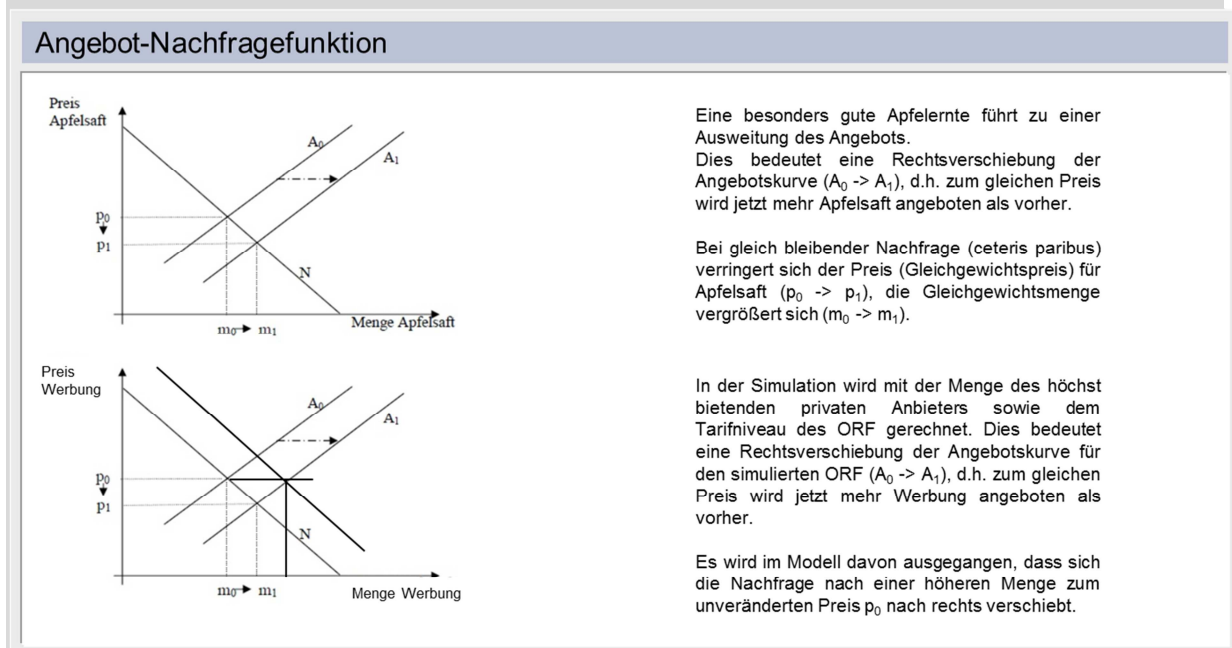 Angebot-Nachfragefunktion
Preis
Apfelsaft
A₀
A₁
p₀
p₁
N
Menge Apfelsaft
m₀ m₁
Eine besonders gute Apfelernte führt zu einer
Ausweitung des Angebots.
Dies bedeutet eine Rechtsverschiebung der
Angebotskurve (A₀ -> A₁), d.h. zum gleichen Preis
wird jetzt mehr Apfelsaft angeboten als vorher.
Bei gleich bleibender Nachfrage (ceteris paribus)
verringert sich der Preis (Gleichgewichtspreis) für
Apfelsaft (p₀ -> p₁), die Gleichgewichtsmenge
vergrößert sich (m₀ -> m₁).
Preis
Werbung
A₀
A₁
p₀
p₁
N
m₀ m₁
Menge Werbung
In der Simulation wird mit der Menge des höchst
bietenden privaten Anbieters sowie dem
Tarifniveau des ORF gerechnet. Dies bedeutet
eine Rechtsverschiebung der Angebotskurve für
den simulierten ORF (A₀ -> A₁), d.h. zum gleichen
Preis wird jetzt mehr Werbung angeboten als
vorher.
Es wird im Modell davon ausgegangen, dass sich
die Nachfrage nach einer höheren Menge zum
unveränderten Preis p₀ nach rechts verschiebt.